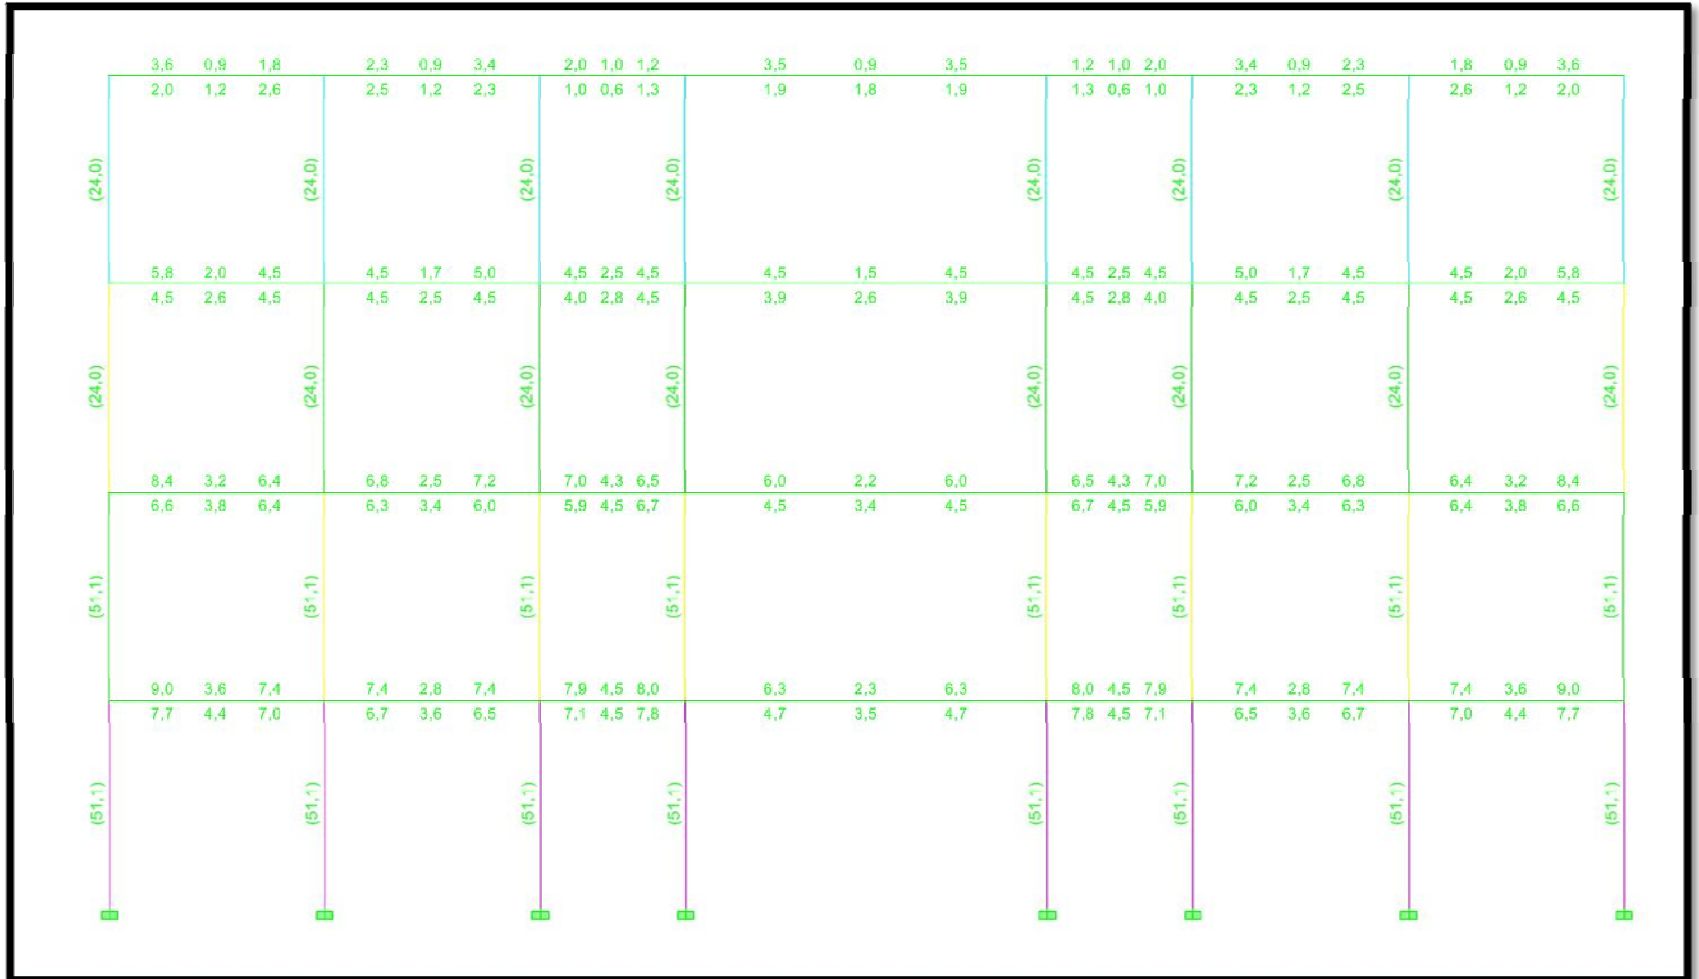 3,6 0,9 1,8 2,3 0,9 3,4 2,0 1,0 1,2 3,5 0,9 3,5 1,2 1,0 2,0 3,4 0,9 2,3 1,8 0,9 3,6
2,0 1,2 2,6 2,5 1,2 2,3 1,0 0,6 1,3 1,9 1,8 1,9 1,3 0,6 1,0 2,3 1,2 2,5 2,6 1,2 2,0
(24,0) (24,0) (24,0) (24,0) (24,0) (24,0) (24,0) (24,0)
5,8 2,0 4,5 4,5 1,7 5,0 4,5 2,5 4,5 4,5 1,5 4,5 4,5 2,5 4,5 5,0 1,7 4,5 4,5 2,0 5,8
4,5 2,6 4,5 4,5 2,5 4,5 4,0 2,8 4,5 3,9 2,6 3,9 4,5 2,8 4,0 4,5 2,5 4,5 4,5 2,6 4,5
(24,0) (24,0) (24,0) (24,0) (24,0) (24,0) (24,0) (24,0)
8,4 3,2 6,4 6,8 2,5 7,2 7,0 4,3 6,5 6,0 2,2 6,0 6,5 4,3 7,0 7,2 2,5 6,8 6,4 3,2 8,4
6,6 3,8 6,4 6,3 3,4 6,0 5,9 4,5 6,7 4,5 3,4 4,5 6,7 4,5 5,9 6,0 3,4 6,3 6,4 3,8 6,6
(51,1) (51,1) (51,1) (51,1) (51,1) (51,1) (51,1) (51,1)
9,0 3,6 7,4 7,4 2,8 7,4 7,9 4,5 8,0 6,3 2,3 6,3 8,0 4,5 7,9 7,4 2,8 7,4 7,4 3,6 9,0
7,7 4,4 7,0 6,7 3,6 6,5 7,1 4,5 7,8 4,7 3,5 4,7 7,8 4,5 7,1 6,5 3,6 6,7 7,0 4,4 7,7
(51,1) (51,1) (51,1) (51,1) (51,1) (51,1) (51,1) (51,1)